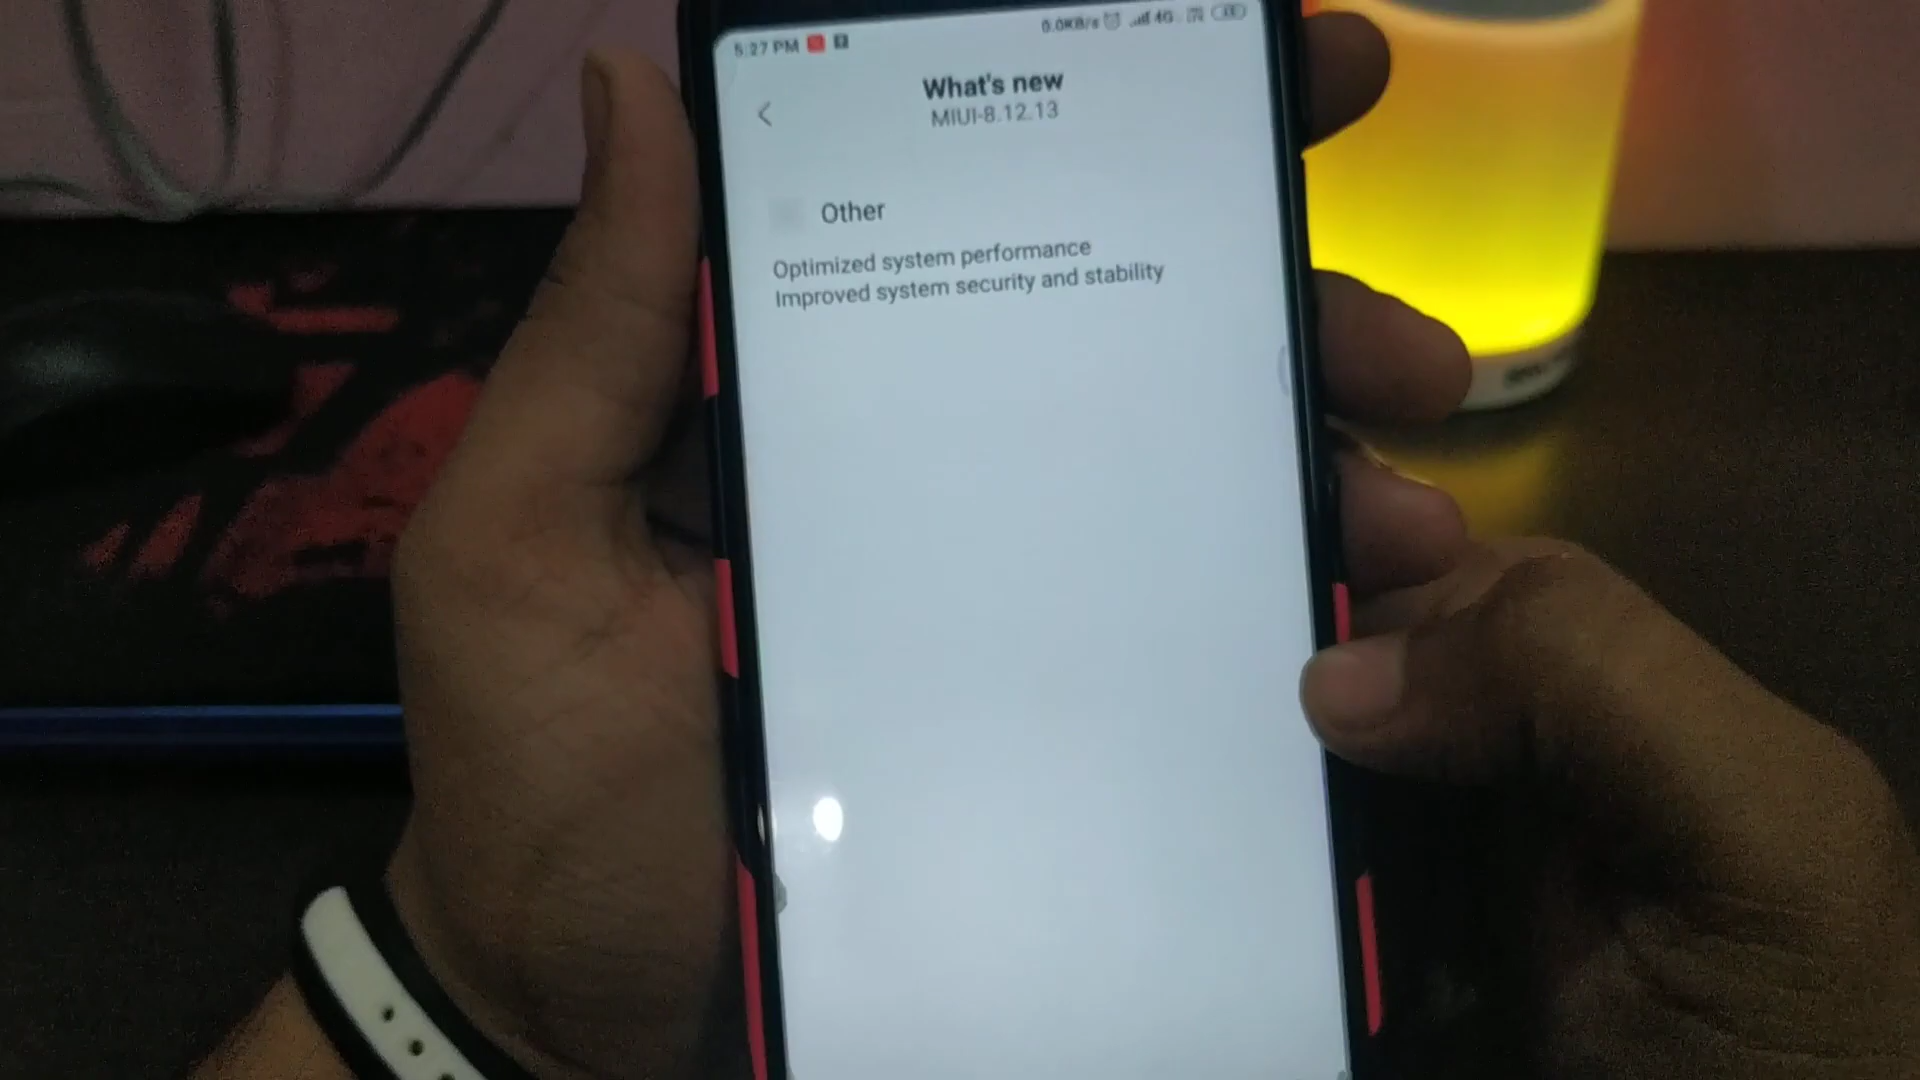 5:27 PM
0.0KB/s 4G
What's new
MIUI-8.12.13
Other
Optimized system performance
Improved system security and stability